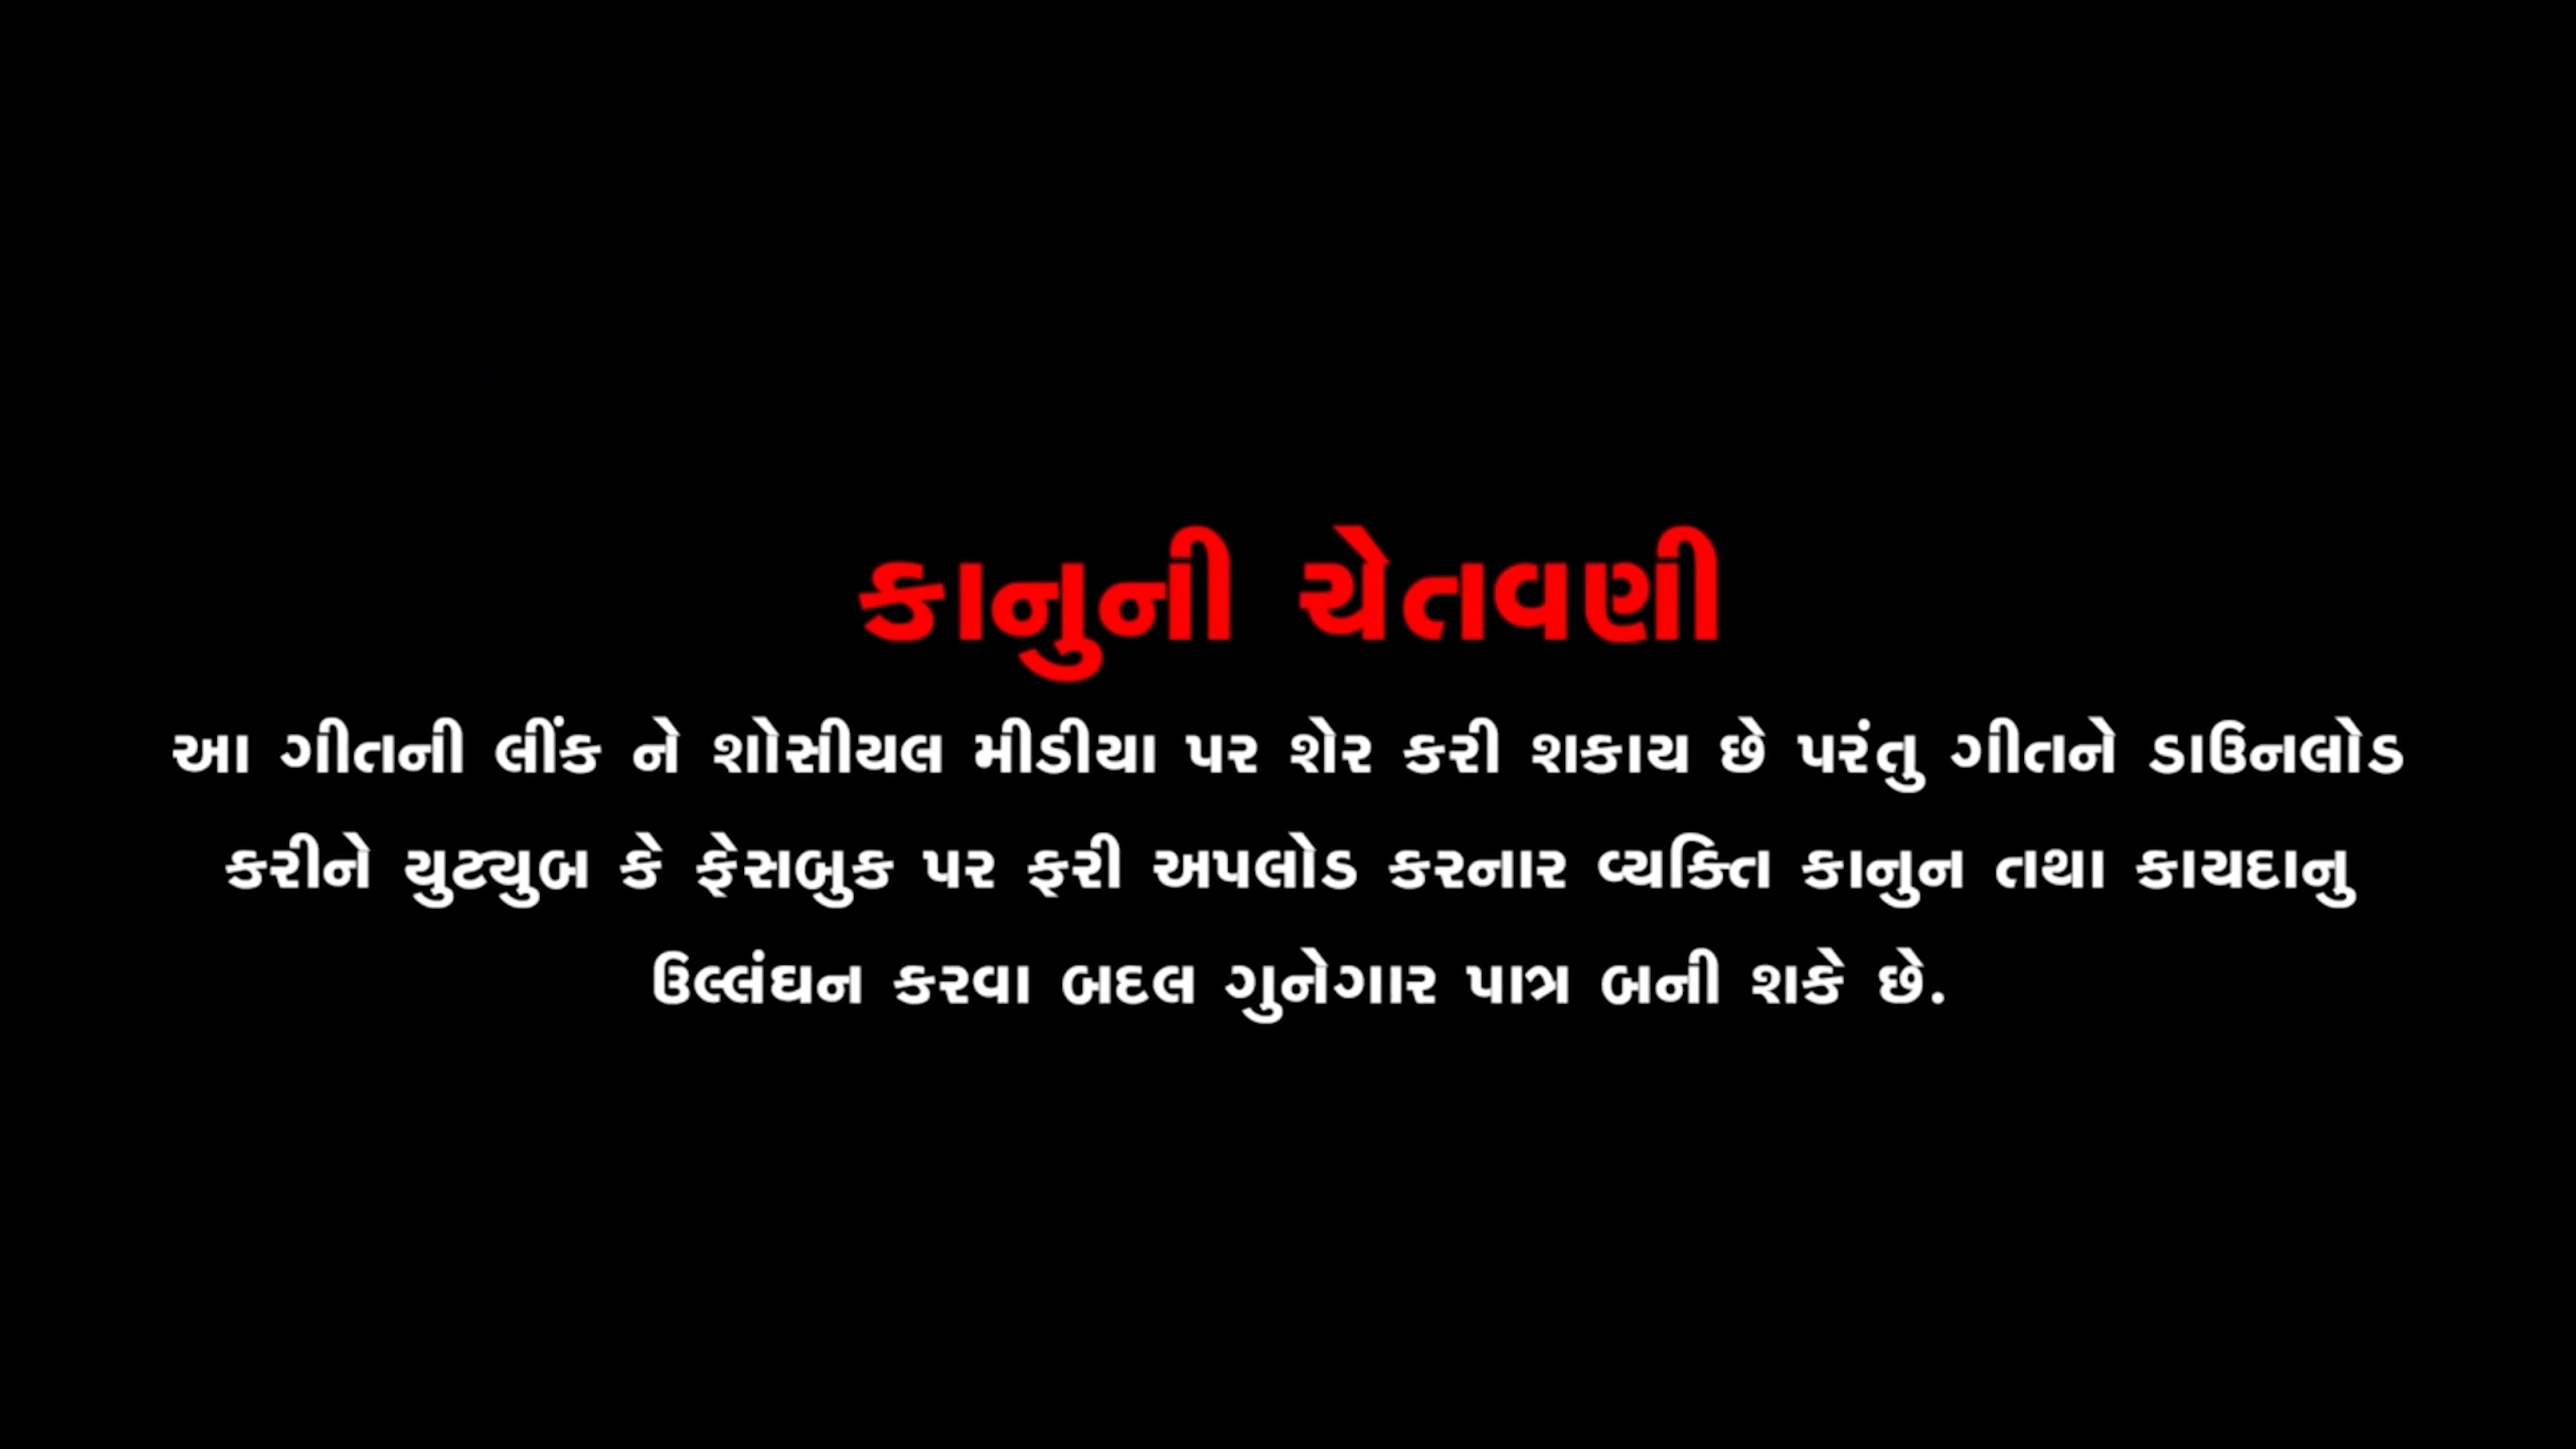 કાનુની ચેતવણી
આ ગીતની લીંક ને શોસીયલ મીડીયા પર શેર કરી શકાય છે પરંતુ ગીતને ડાઉનલોડ
કરીને યુટ્યુબ કે ફેસબુક પર ફરી અપલોડ કરનાર વ્યક્તિ કાનુન તથા કાયદાનુ
ઉલ્લંઘન કરવા બદલ ગુનેગાર પાત્ર બની શકે છે.